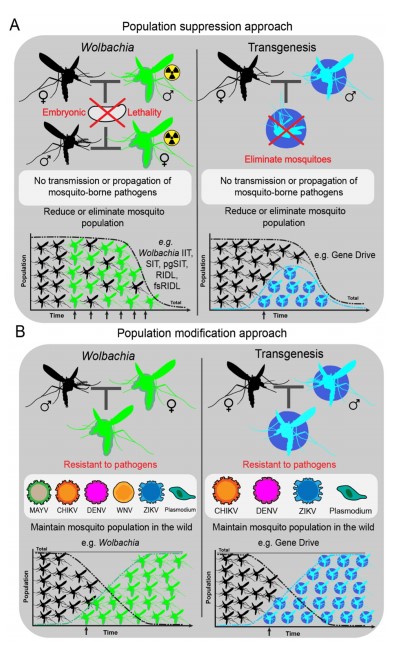 A
Population suppression approach
Wolbachia
Transgenesis
♀
♂
♀
♂
Embryonic
Lethality
♂
♀
Eliminate mosquitoes
No transmission or propagation of
mosquito-borne pathogens
No transmission or propagation of
mosquito-borne pathogens
Reduce or eliminate mosquito
population
Reduce or eliminate mosquito
population
Population
e.g.
Wolbachia IIT,
SIT, pgSIT,
RIDL,
fsRIDL
Total
Time
Population
e.g. Gene Drive
Total
Time
B
Population modification approach
Wolbachia
Transgenesis
♂
♀
♀
♂
Resistant to pathogens
Resistant to pathogens
MAYV CHIKV DENV WNV ZIKV Plasmodium
CHIKV DENV ZIKV Plasmodium
Maintain mosquito population in the wild
Maintain mosquito population in the wild
e.g. Wolbachia
e.g. Gene Drive
Total
Population
Time
Total
Population
Time